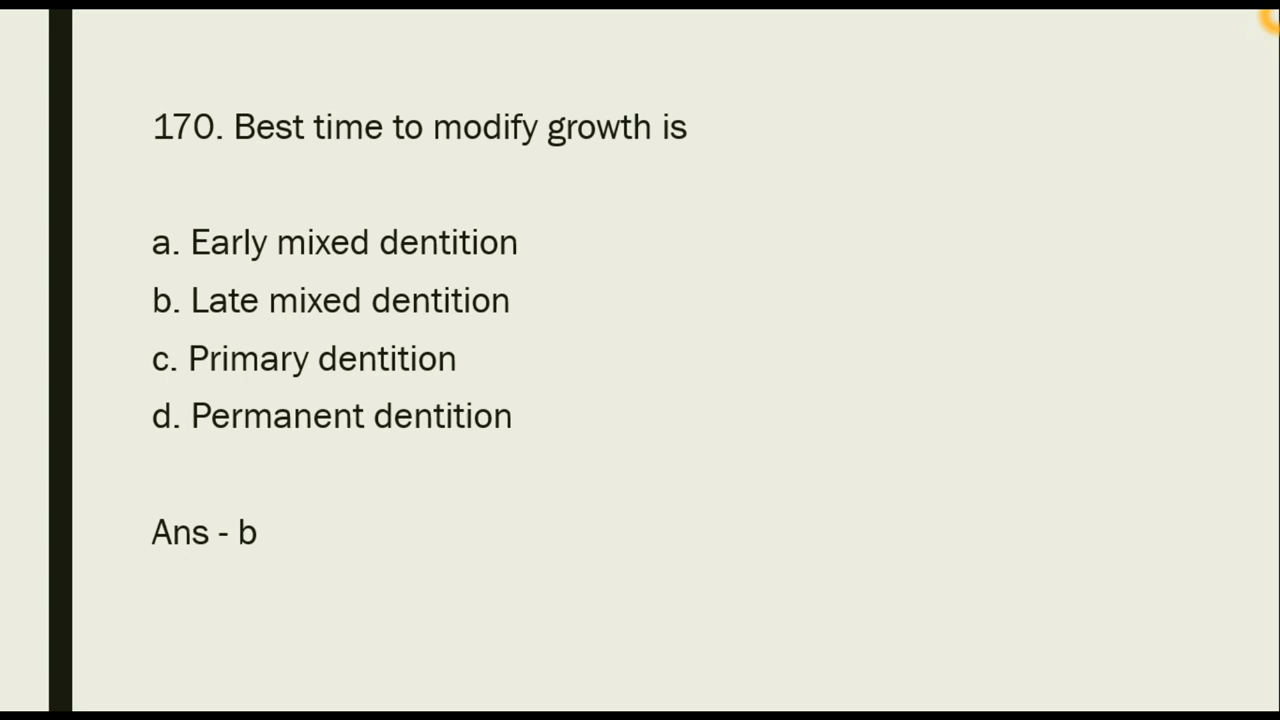 170. Best time to modify growth is
a. Early mixed dentition
b. Late mixed dentition
c. Primary dentition
d. Permanent dentition
Ans - b